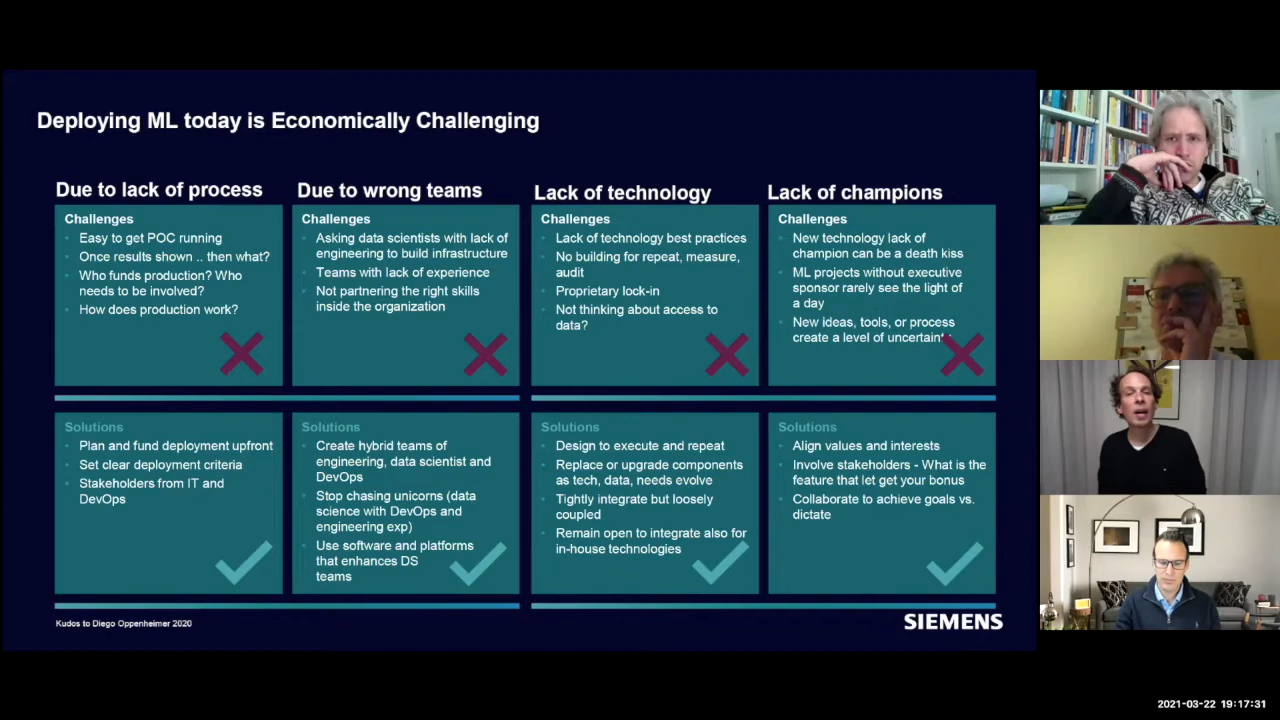 Deploying ML today is Economically Challenging
Due to lack of process
Challenges
Easy to get POC running
Once results shown .. then what?
Who funds production? Who
needs to be involved?
How does production work?
Due to wrong teams
Challenges
Asking data scientists with lack of
engineering to build infrastructure
Teams with lack of experience
Not partnering the right skills
inside the organization
Lack of technology
Challenges
Lack of technology best practices
No building for repeat, measure,
audit
Proprietary lock-in
Not thinking about access to
data?
Lack of champions
Challenges
New technology lack of
champion can be a death kiss
ML projects without executive
sponsor rarely see the light of
a day
New ideas, tools, or process
create a level of uncertainty
Solutions
Plan and fund deployment upfront
Set clear deployment criteria
Stakeholders from IT and
DevOps
Solutions
Create hybrid teams of
engineering, data scientist and
DevOps
Stop chasing unicorns (data
science with DevOps and
engineering exp)
Use software and platforms
that enhances DS
teams
Solutions
Design to execute and repeat
Replace or upgrade components
as tech, data, needs evolve
Tightly integrate but loosely
coupled
Remain open to integrate also for
in-house technologies
Solutions
Align values and interests
Involve stakeholders - What is the
feature that let get your bonus
Collaborate to achieve goals vs.
dictate
Kudos to Diego Oppenheimer 2020
SIEMENS
2021-03-22 19:17:31